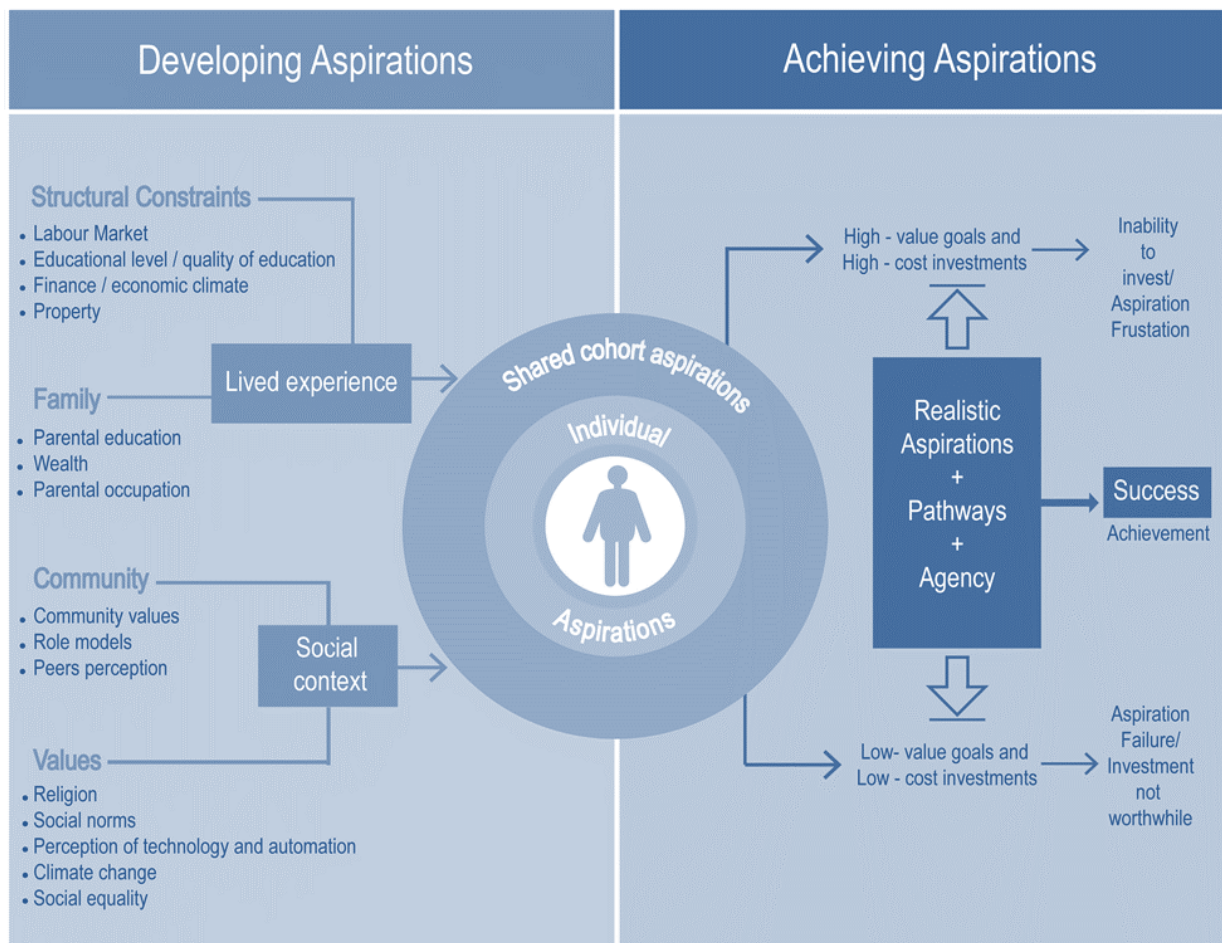 Developing Aspirations
Achieving Aspirations
Structural Constraints
• Labour Market
• Educational level / quality of education
• Finance / economic climate
• Property
Lived experience
Family
• Parental education
• Wealth
• Parental occupation
Community
• Community values
• Role models
• Peers perception
Social
context
Values
• Religion
• Social norms
• Perception of technology and automation
• Climate change
• Social equality
Shared cohort aspirations
Individual
Aspirations
High - value goals and
High - cost investments
Inability
to
invest/
Aspiration
Frustation
Realistic
Aspirations
+
Pathways
+
Agency
Success
Achievement
Low- value goals and
Low - cost investments
Aspiration
Failure/
Investment
not
worthwhile